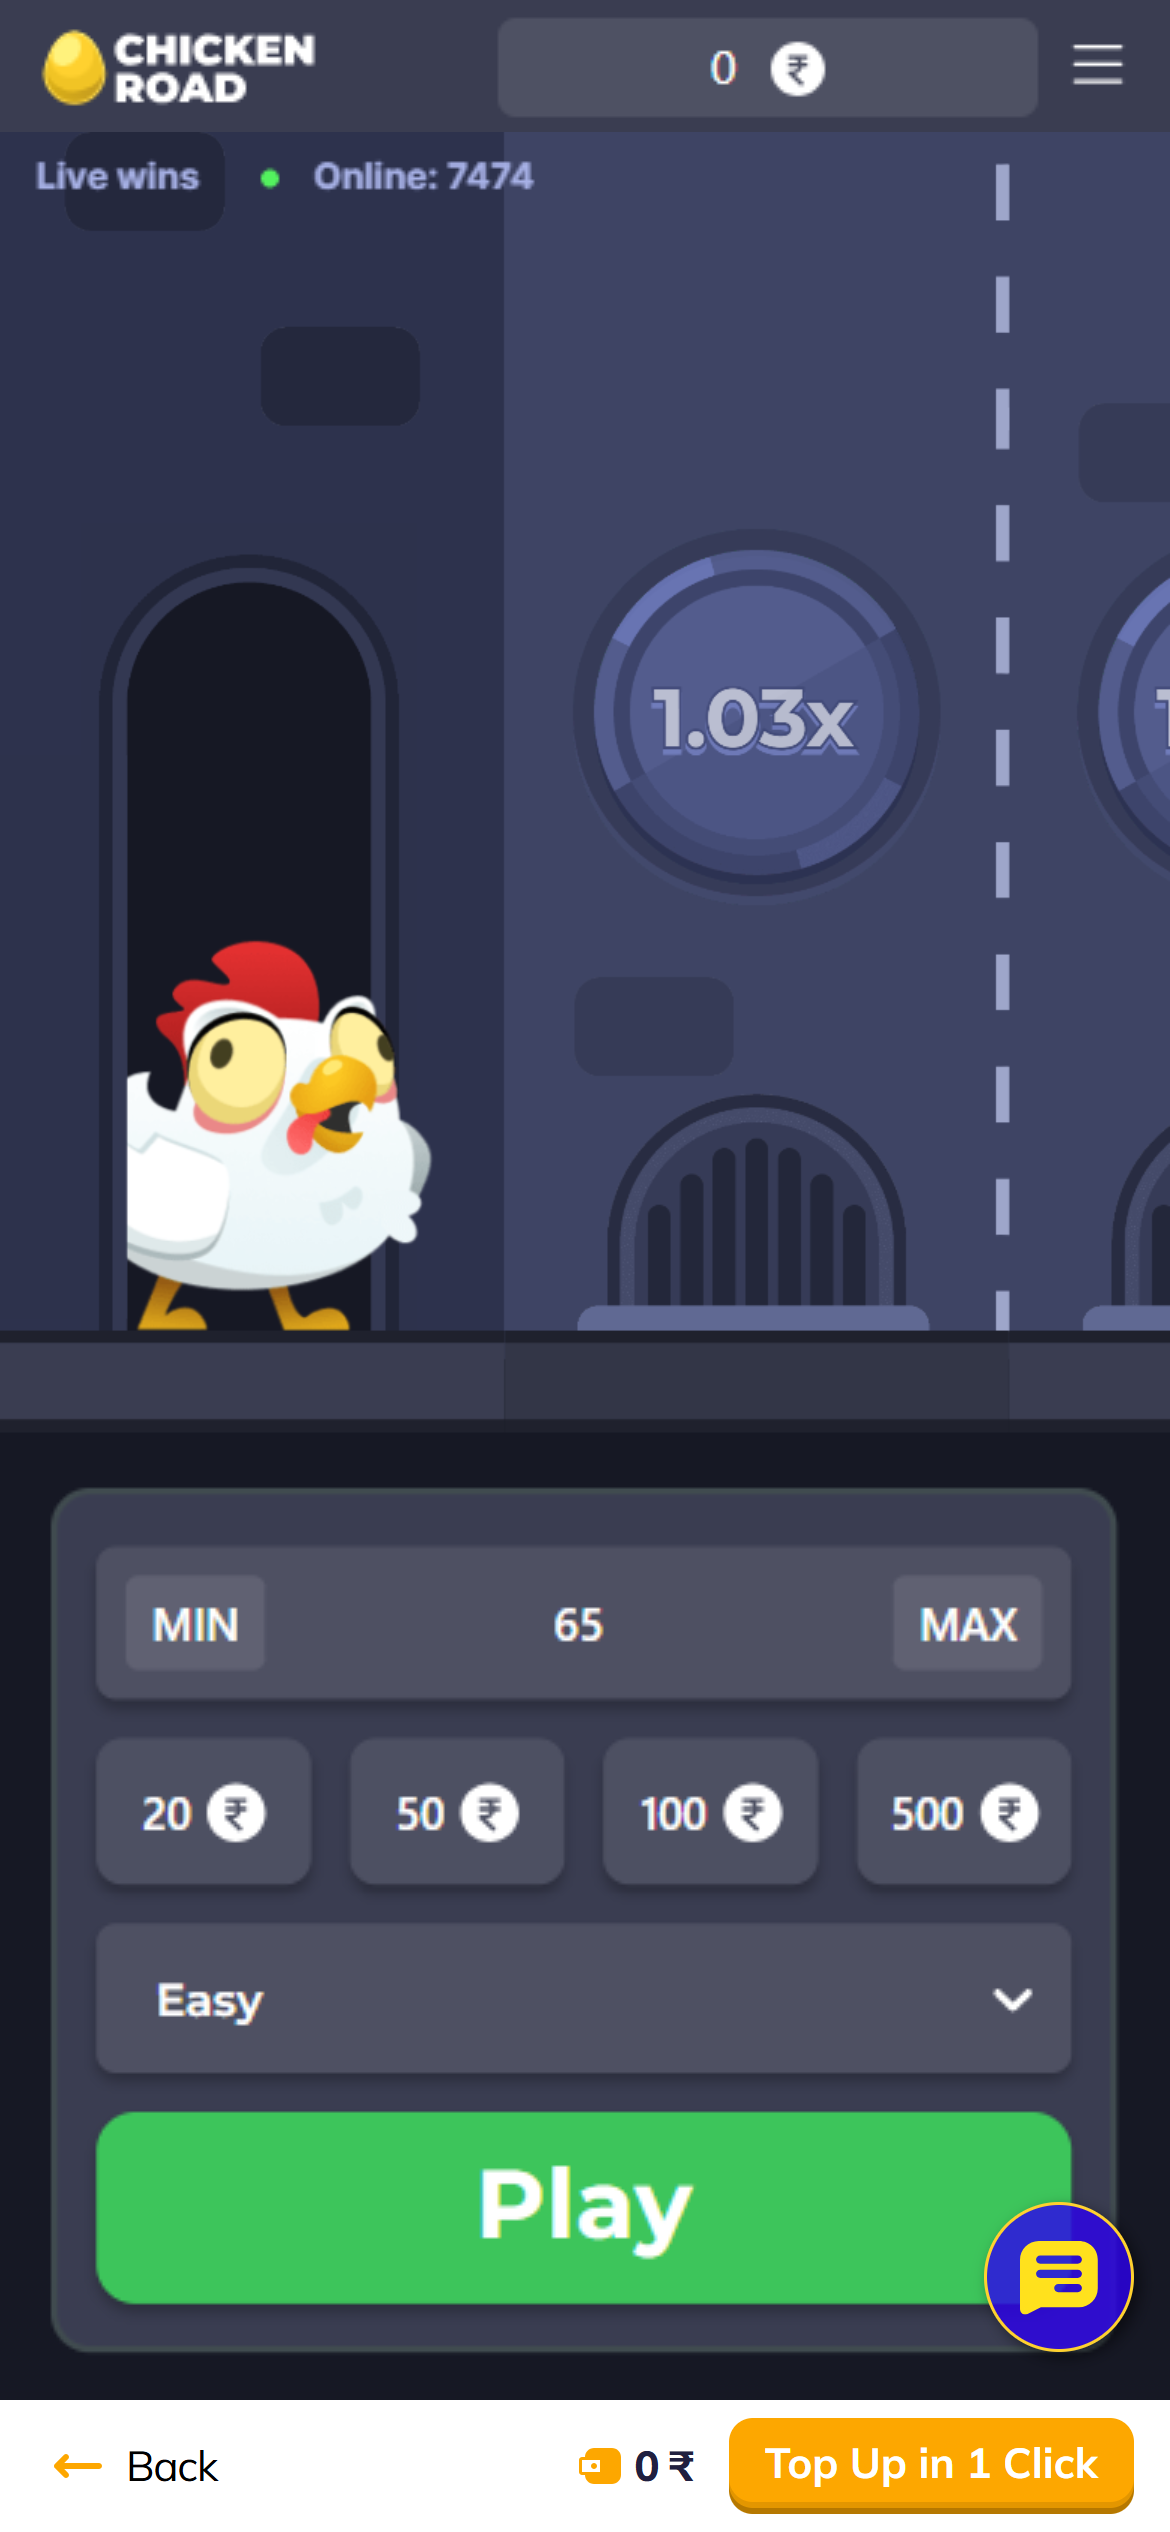 CHICKEN
ROAD
0 ₹
Live wins Online: 7474
1.03x
MIN 65 MAX
20 ₹ 50 ₹ 100 ₹ 500 ₹
Easy
Play
Back 0 ₹ Top Up in 1 Click